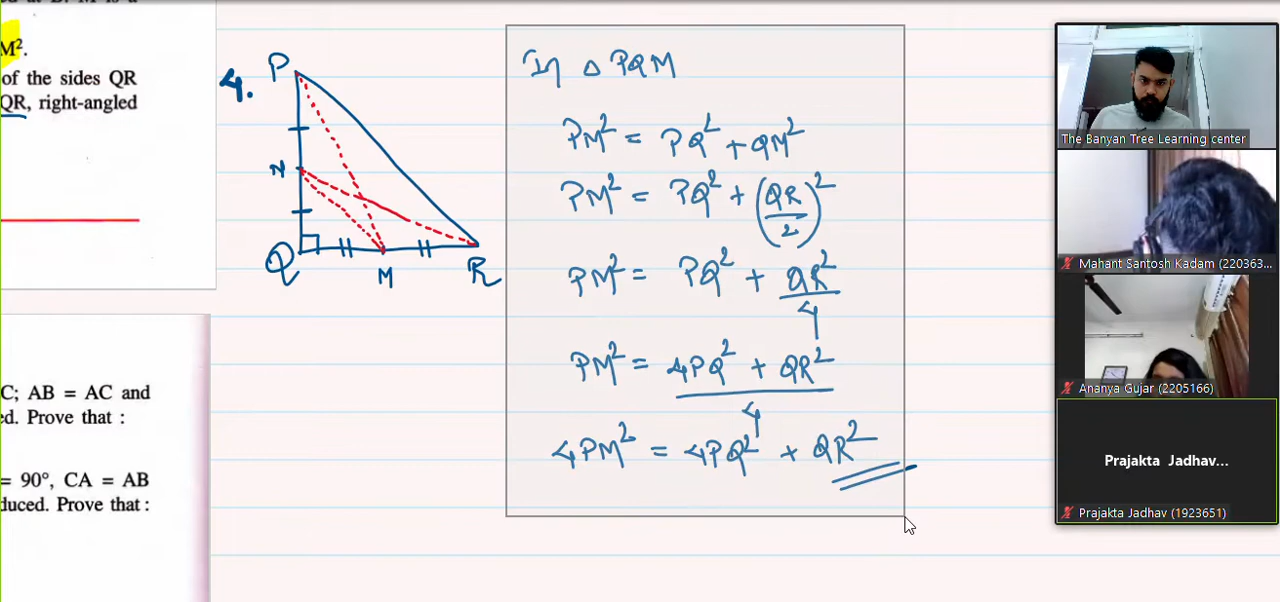 M².
of the sides QR
QR, right-angled
C; AB = AC and
ed. Prove that :
= 90°, CA = AB
duced. Prove that :
4.
P
N
Q
M
R
In △ PQM
PM² = PQ² + QM²
PM² = PQ² + (QR/2)²
PM² = PQ² + QR²/4
PM² = 4PQ² + QR²/4
4PM² = 4PQ² + QR²
The Banyan Tree Learning center
Mahant Santosh Kadam (220363...
Ananya Gujar (2205166)
Prajakta Jadhav...
Prajakta Jadhav (1923651)